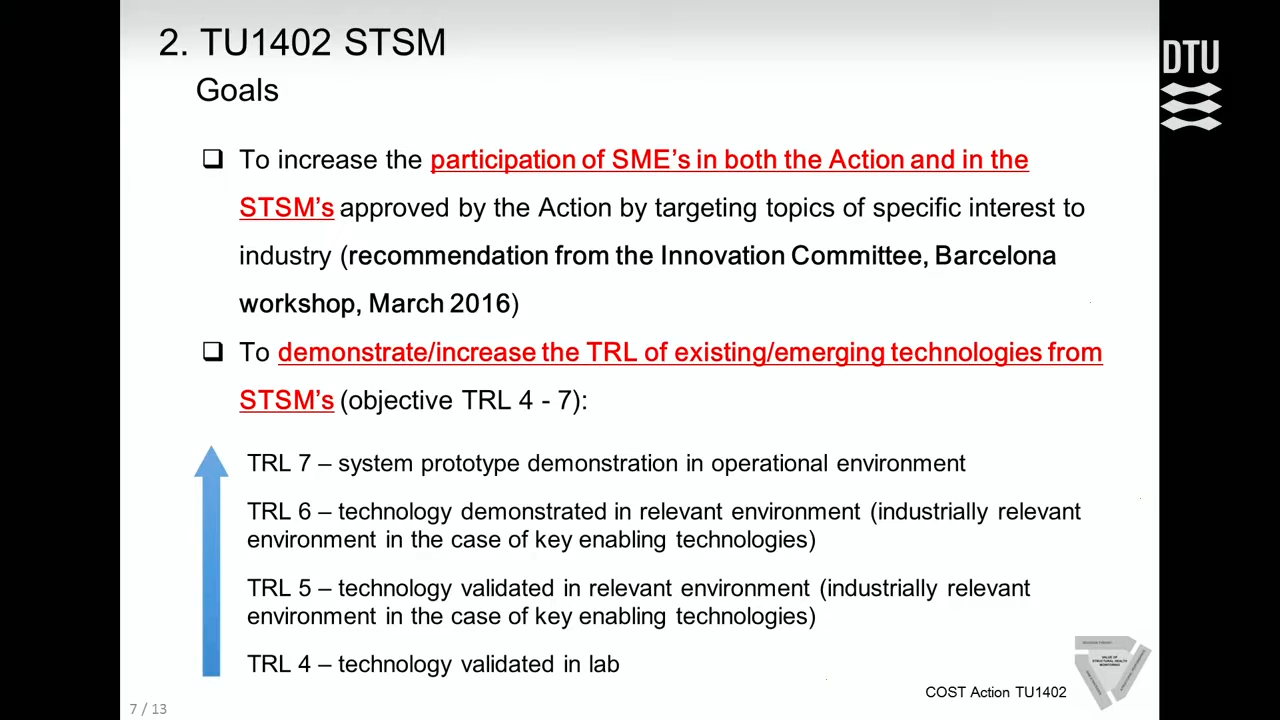 2. TU1402 STSM
Goals
DTU
To increase the participation of SME's in both the Action and in the
STSM's approved by the Action by targeting topics of specific interest to
industry (recommendation from the Innovation Committee, Barcelona
workshop, March 2016)
To demonstrate/increase the TRL of existing/emerging technologies from
STSM's (objective TRL 4 - 7):
TRL 7 – system prototype demonstration in operational environment
TRL 6 – technology demonstrated in relevant environment (industrially relevant
environment in the case of key enabling technologies)
TRL 5 – technology validated in relevant environment (industrially relevant
environment in the case of key enabling technologies)
TRL 4 – technology validated in lab
VALUE OF
STRUCTURAL HEALTH
MONITORING
COST Action TU1402
7 / 13